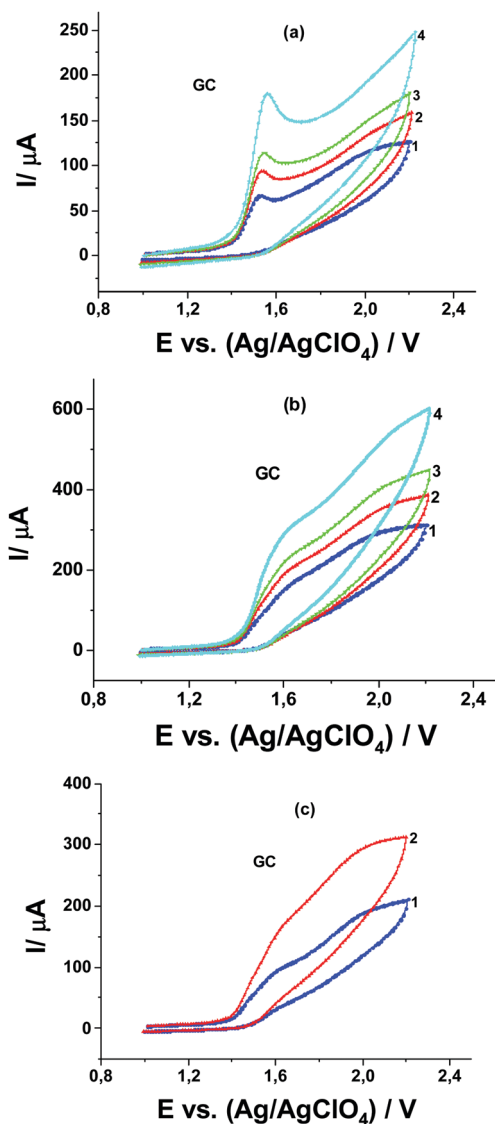 (a)
GC
I/ μA
250
200
150
100
50
0
4
3
2
1
0,8 1,2 1,6 2,0 2,4
E vs. (Ag/AgClO₄) / V
(b)
GC
I/ μA
600
400
200
0
4
3
2
1
0,8 1,2 1,6 2,0 2,4
E vs. (Ag/AgClO₄) / V
(c)
GC
I/ μA
400
300
200
100
0
2
1
0,8 1,2 1,6 2,0 2,4
E vs. (Ag/AgClO₄) / V